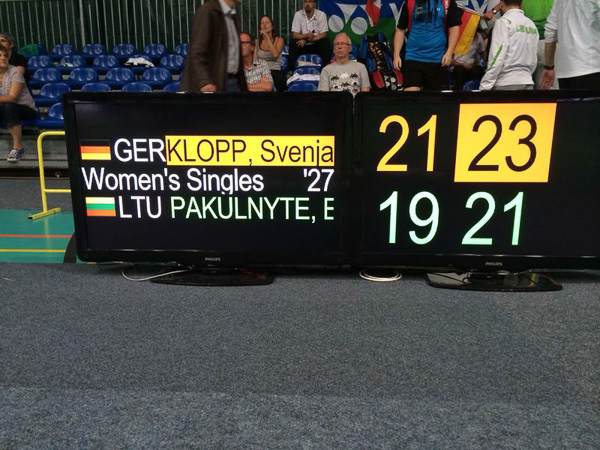 GER KLOPP, Svenja 21 23
Women's Singles '27
LTU PAKULNYTE, E 19 21
PHILIPS
PHILIPS